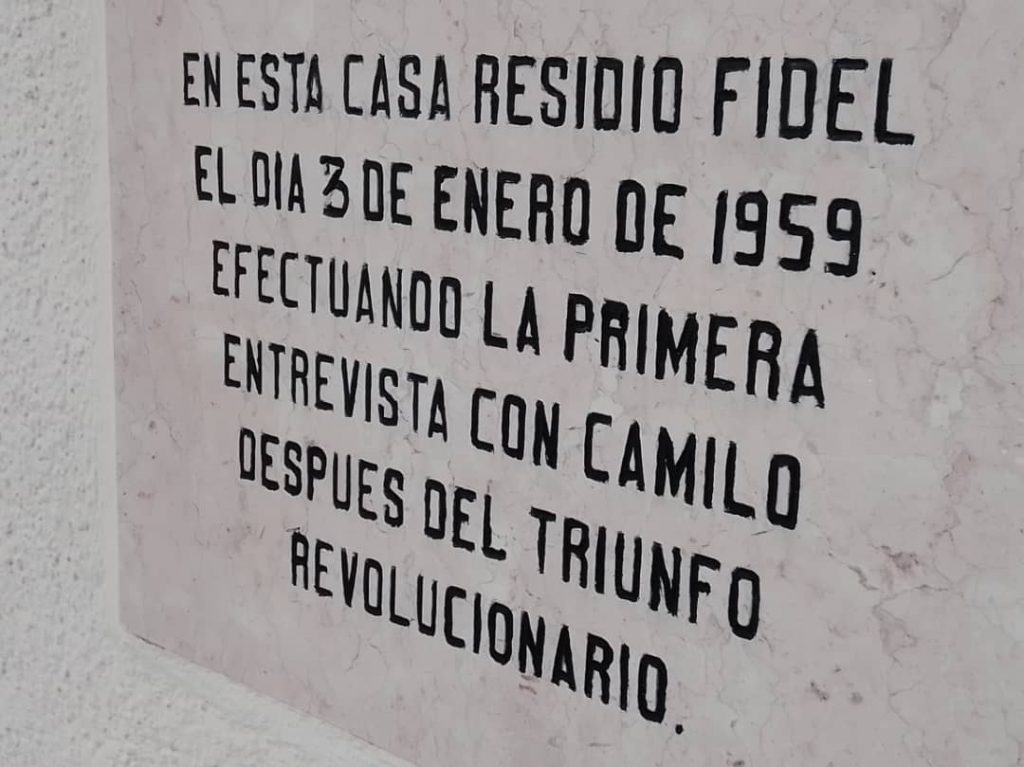 EN ESTA CASA RESIDIO FIDEL
EL DIA 3 DE ENERO DE 1959.
EFECTUANDO LA PRIMERA
ENTREVISTA CON CAMILO
DESPUES DEL TRIUNFO
REVOLUCIONARIO.